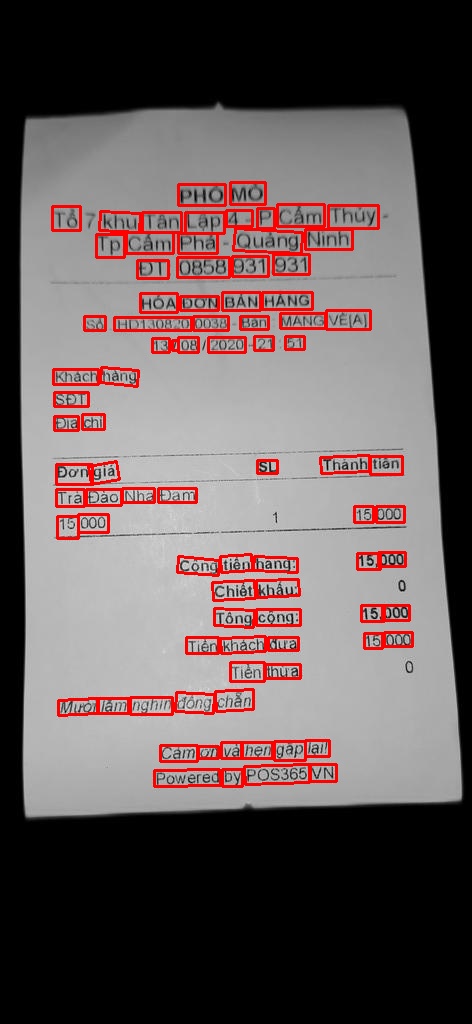 PHỐ MỎ
Tổ 7 khu Tân Lập 4 - P Cẩm Thủy -
Tp Cẩm Phả - Quảng Ninh
ĐT 0858 931 931
HÓA ĐƠN BÁN HÀNG
Số HD130820 0038 - Bàn MANG VỀ(A)
13/08/2020 - 21:51
Khách hàng
SĐT
Địa chỉ
Đơn giá SL Thành tiền
Trà Đào Nha Đam
15,000 1 15,000
Cộng tiền hàng: 15,000
Chiết khấu: 0
Tổng cộng: 15,000
Tiền khách đưa 15,000
Tiền thừa 0
Mười lăm nghìn đồng chẵn
Cảm ơn và hẹn gặp lại!
Powered by POS365 VN